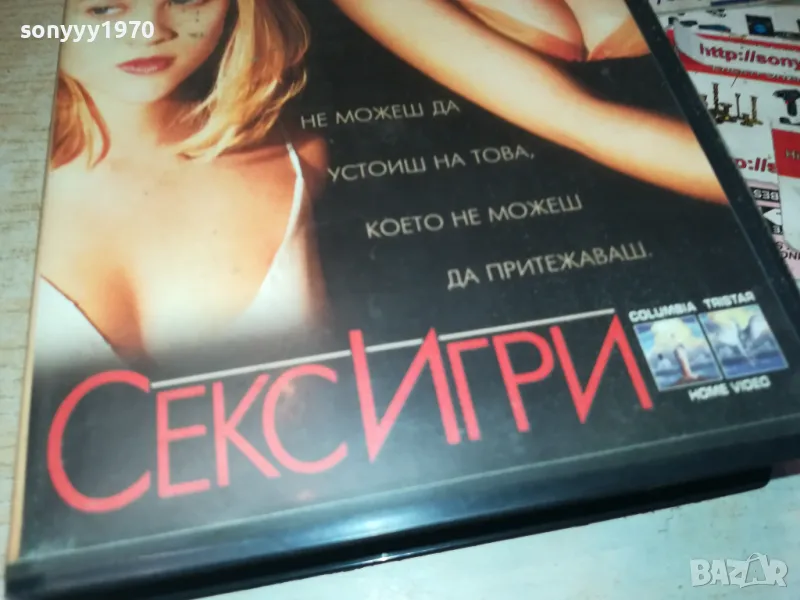 sonyyy1970
НЕ МОЖЕШ ДА
УСТОИШ НА ТОВА,
КОЕТО НЕ МОЖЕШ
ДА ПРИТЕЖАВАШ.
СЕКСИГРИ
COLUMBIA TRISTAR
HOME VIDEO
http://sony
BAZAR